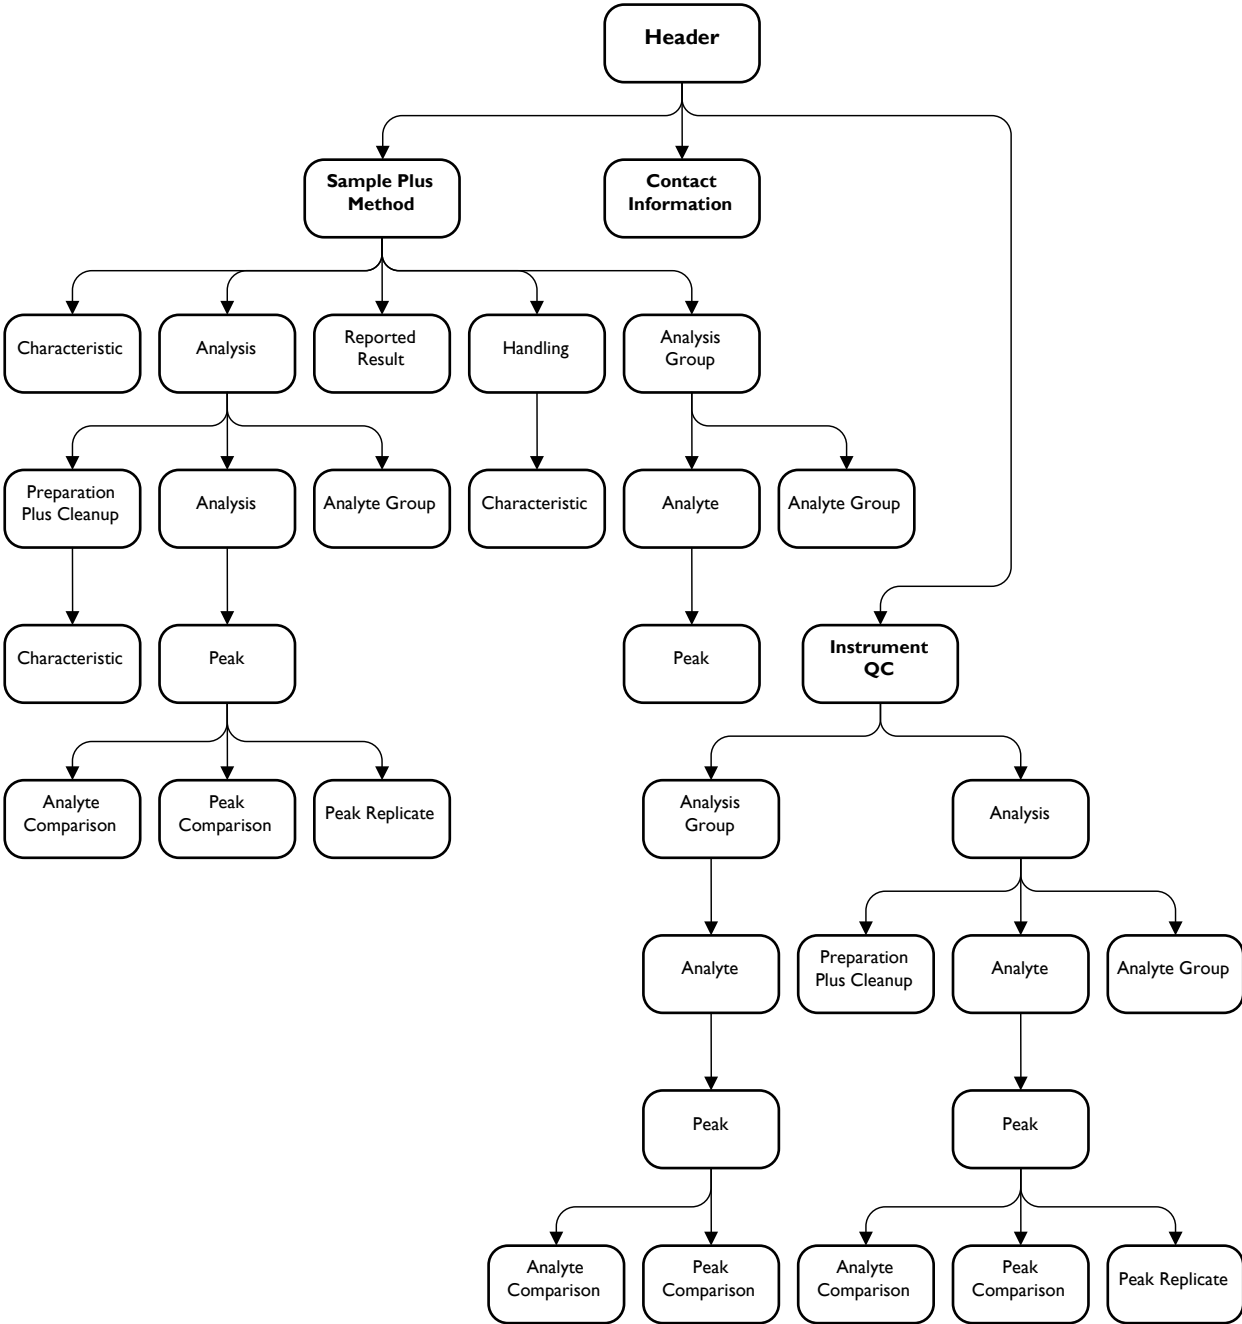 Header
Sample Plus
Method
Contact
Information
Characteristic
Analysis
Reported
Result
Handling
Analysis
Group
Preparation
Plus Cleanup
Analysis
Analyte Group
Characteristic
Analyte
Analyte Group
Characteristic
Peak
Peak
Instrument
QC
Analyte
Comparison
Peak
Comparison
Peak Replicate
Analysis
Group
Analysis
Analyte
Preparation
Plus Cleanup
Analyte
Analyte Group
Peak
Peak
Analyte
Comparison
Peak
Comparison
Analyte
Comparison
Peak
Comparison
Peak Replicate